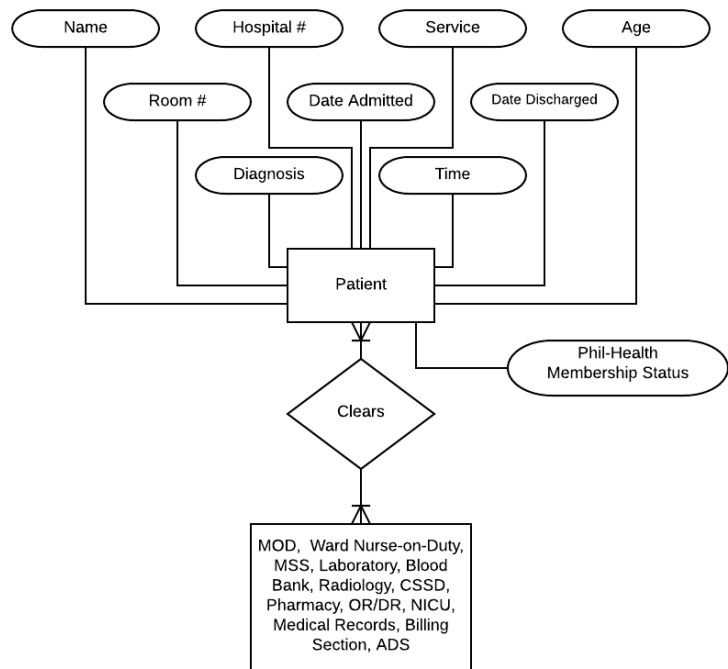 Name
Hospital #
Service
Age
Room #
Date Admitted
Date Discharged
Diagnosis
Time
Patient
Phil-Health
Membership Status
Clears
MOD,  Ward Nurse-on-Duty,
MSS, Laboratory, Blood
Bank, Radiology, CSSD,
Pharmacy, OR/DR, NICU,
Medical Records, Billing
Section, ADS